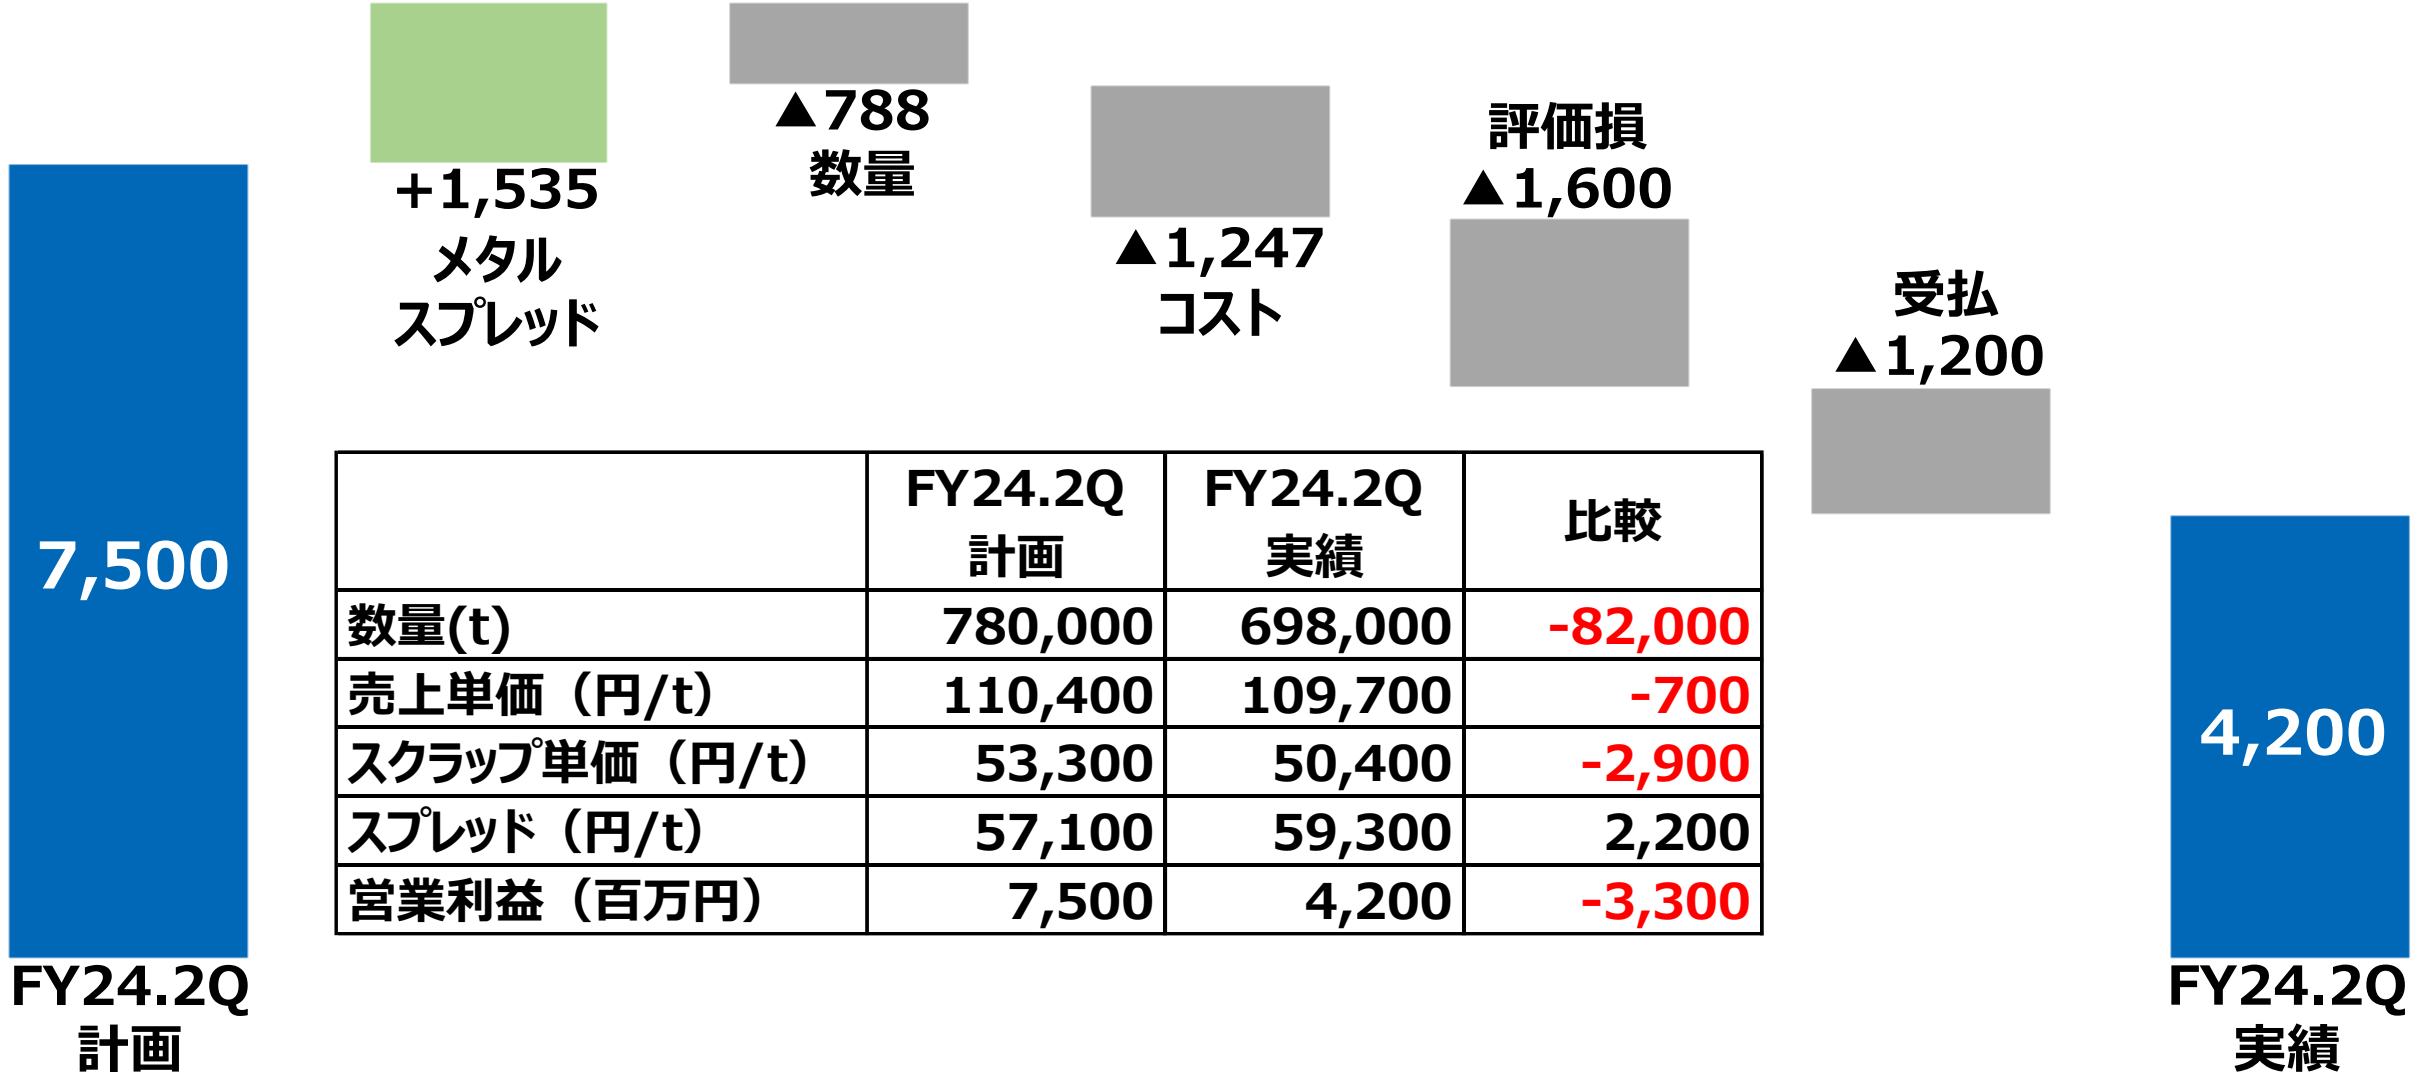 +1,535
メタル
スプレッド
▲788
数量
▲1,247
コスト
評価損
▲1,600
受払
▲1,200
7,500
FY24.2Q
計画
4,200
FY24.2Q
実績
FY24.2Q
計画
FY24.2Q
実績
比較
数量(t) 780,000 698,000 -82,000
売上単価（円/t） 110,400 109,700 -700
スクラップ単価（円/t） 53,300 50,400 -2,900
スプレッド（円/t） 57,100 59,300 2,200
営業利益（百万円） 7,500 4,200 -3,300